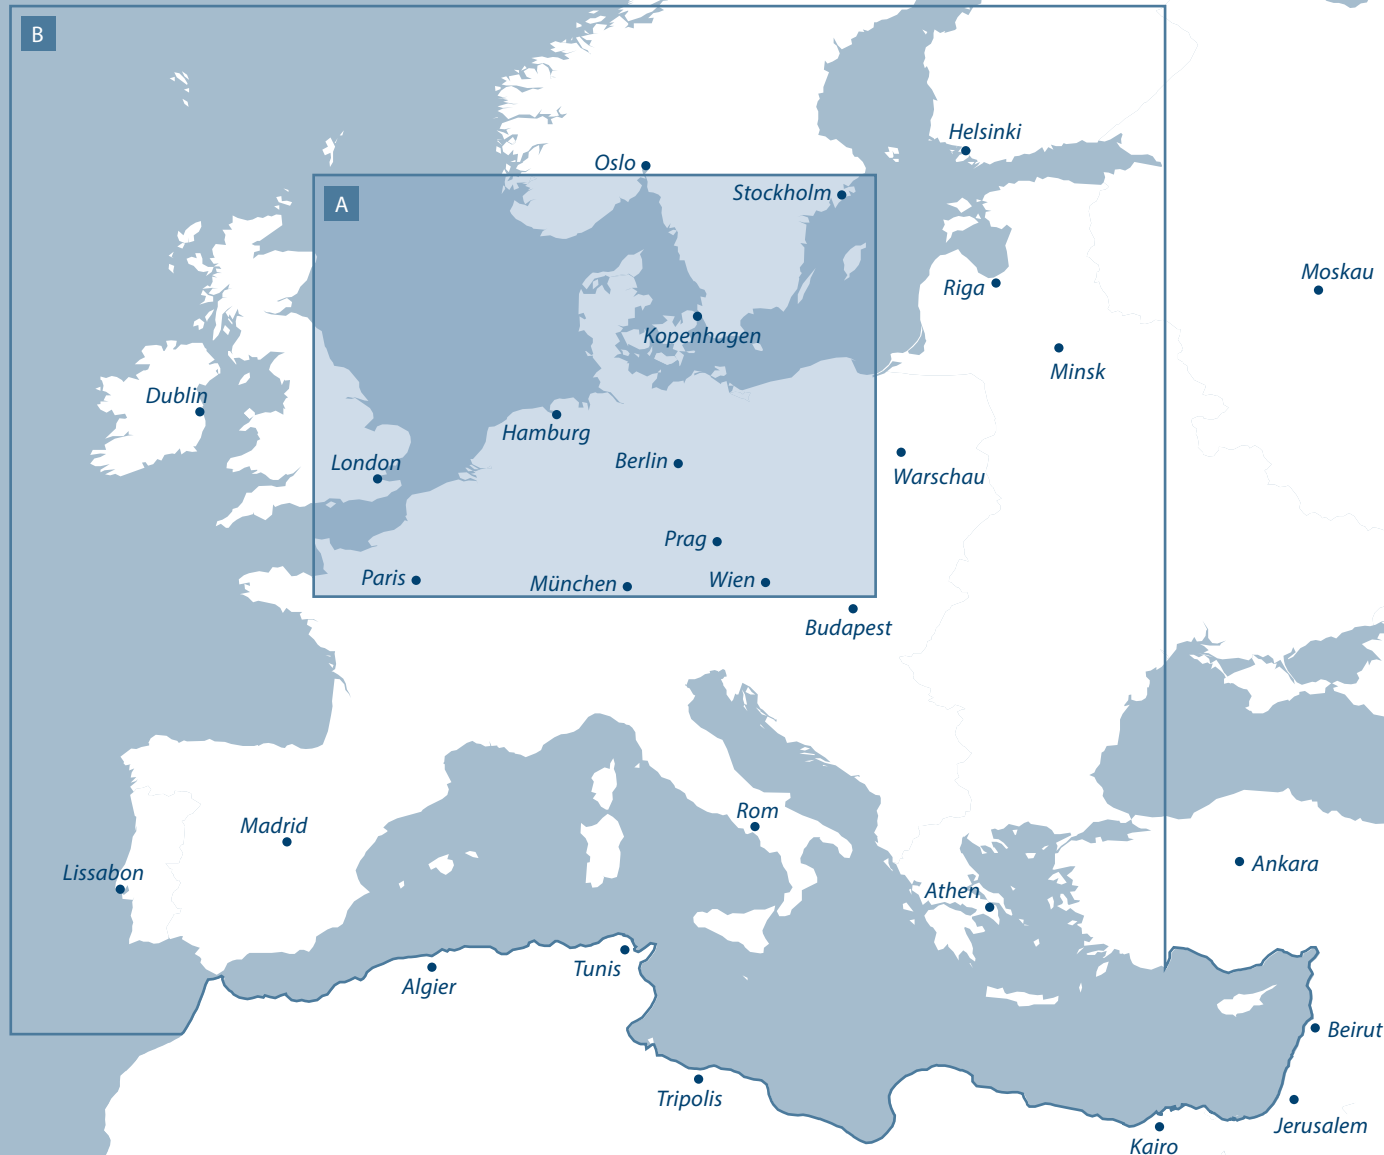 B
Helsinki
Oslo
Stockholm
A
Moskau
Riga
Kopenhagen
Minsk
Dublin
Hamburg
London
Berlin
Warschau
Prag
Paris
München
Wien
Budapest
Rom
Madrid
Lissabon
Ankara
Athen
Tunis
Algier
Beirut
Tripolis
Jerusalem
Kairo